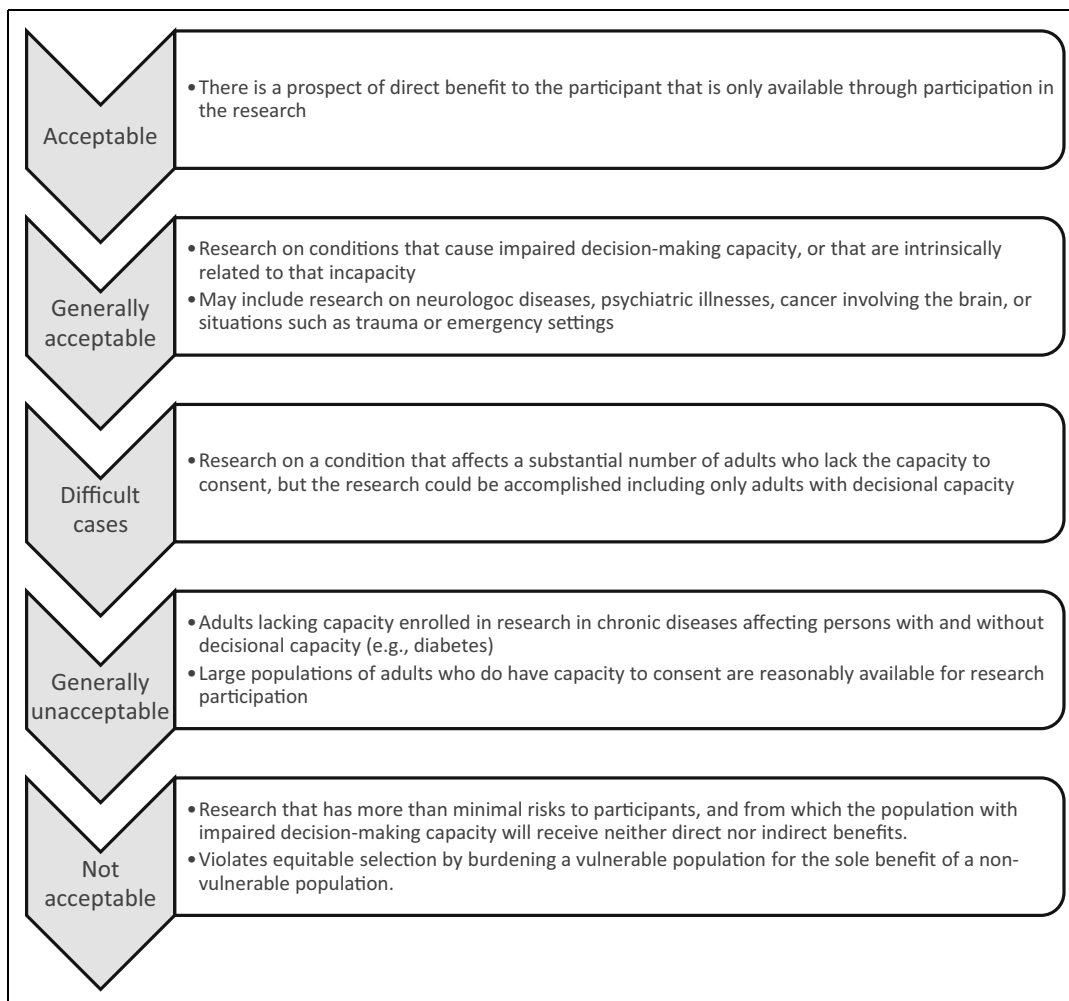 Acceptable
• There is a prospect of direct benefit to the participant that is only available through participation in
the research
Generally
acceptable
• Research on conditions that cause impaired decision-making capacity, or that are intrinsically
related to that incapacity
• May include research on neurologoc diseases, psychiatric illnesses, cancer involving the brain, or
situations such as trauma or emergency settings
Difficult
cases
• Research on a condition that affects a substantial number of adults who lack the capacity to
consent, but the research could be accomplished including only adults with decisional capacity
Generally
unacceptable
• Adults lacking capacity enrolled in research in chronic diseases affecting persons with and without
decisional capacity (e.g., diabetes)
• Large populations of adults who do have capacity to consent are reasonably available for research
participation
Not
acceptable
• Research that has more than minimal risks to participants, and from which the population with
impaired decision-making capacity will receive neither direct nor indirect benefits.
• Violates equitable selection by burdening a vulnerable population for the sole benefit of a non-
vulnerable population.